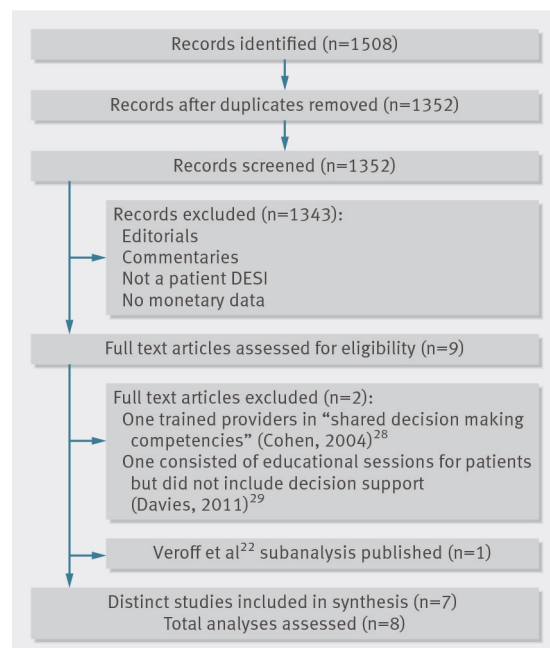 Records identified (n=1508)
Records after duplicates removed (n=1352)
Records screened (n=1352)
Records excluded (n=1343):
Editorials
Commentaries
Not a patient DESI
No monetary data
Full text articles assessed for eligibility (n=9)
Full text articles excluded (n=2):
One trained providers in “shared decision making
competencies” (Cohen, 2004)28
One consisted of educational sessions for patients
but did not include decision support
(Davies, 2011)29
Veroff et al22 subanalysis published (n=1)
Distinct studies included in synthesis (n=7)
Total analyses assessed (n=8)